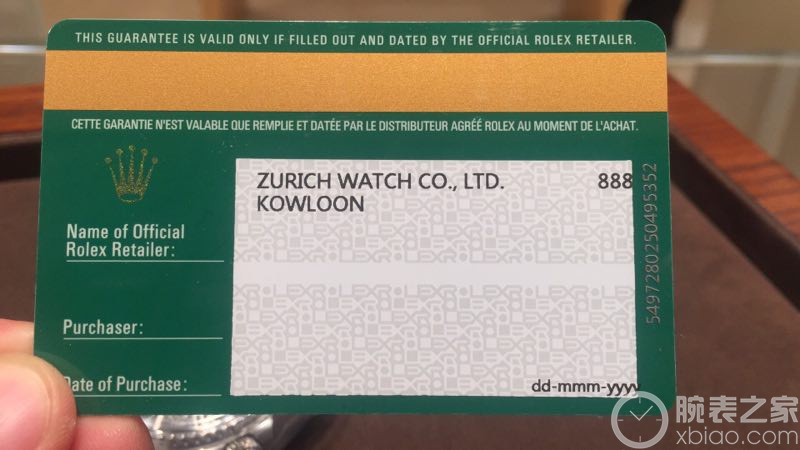 THIS GUARANTEE IS VALID ONLY IF FILLED OUT AND DATED BY THE OFFICIAL ROLEX RETAILER.
CETTE GARANTIE N'EST VALABLE QUE REMPLIE ET DATÉE PAR LE DISTRIBUTEUR AGRÉÉ ROLEX AU MOMENT DE L'ACHAT.
ZURICH WATCH CO., LTD. 888
KOWLOON
Name of Official
Rolex Retailer:
Purchaser:
Date of Purchase:
dd-mmm-yyyy
5497280250495352
腕表之家
xbiao.com